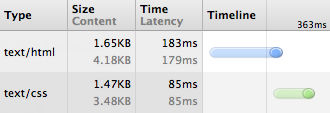 Type Size Time Timeline
Content Latency
363ms
text/html 1.65KB 183ms
4.18KB 179ms
text/css 1.47KB 85ms
3.48KB 85ms